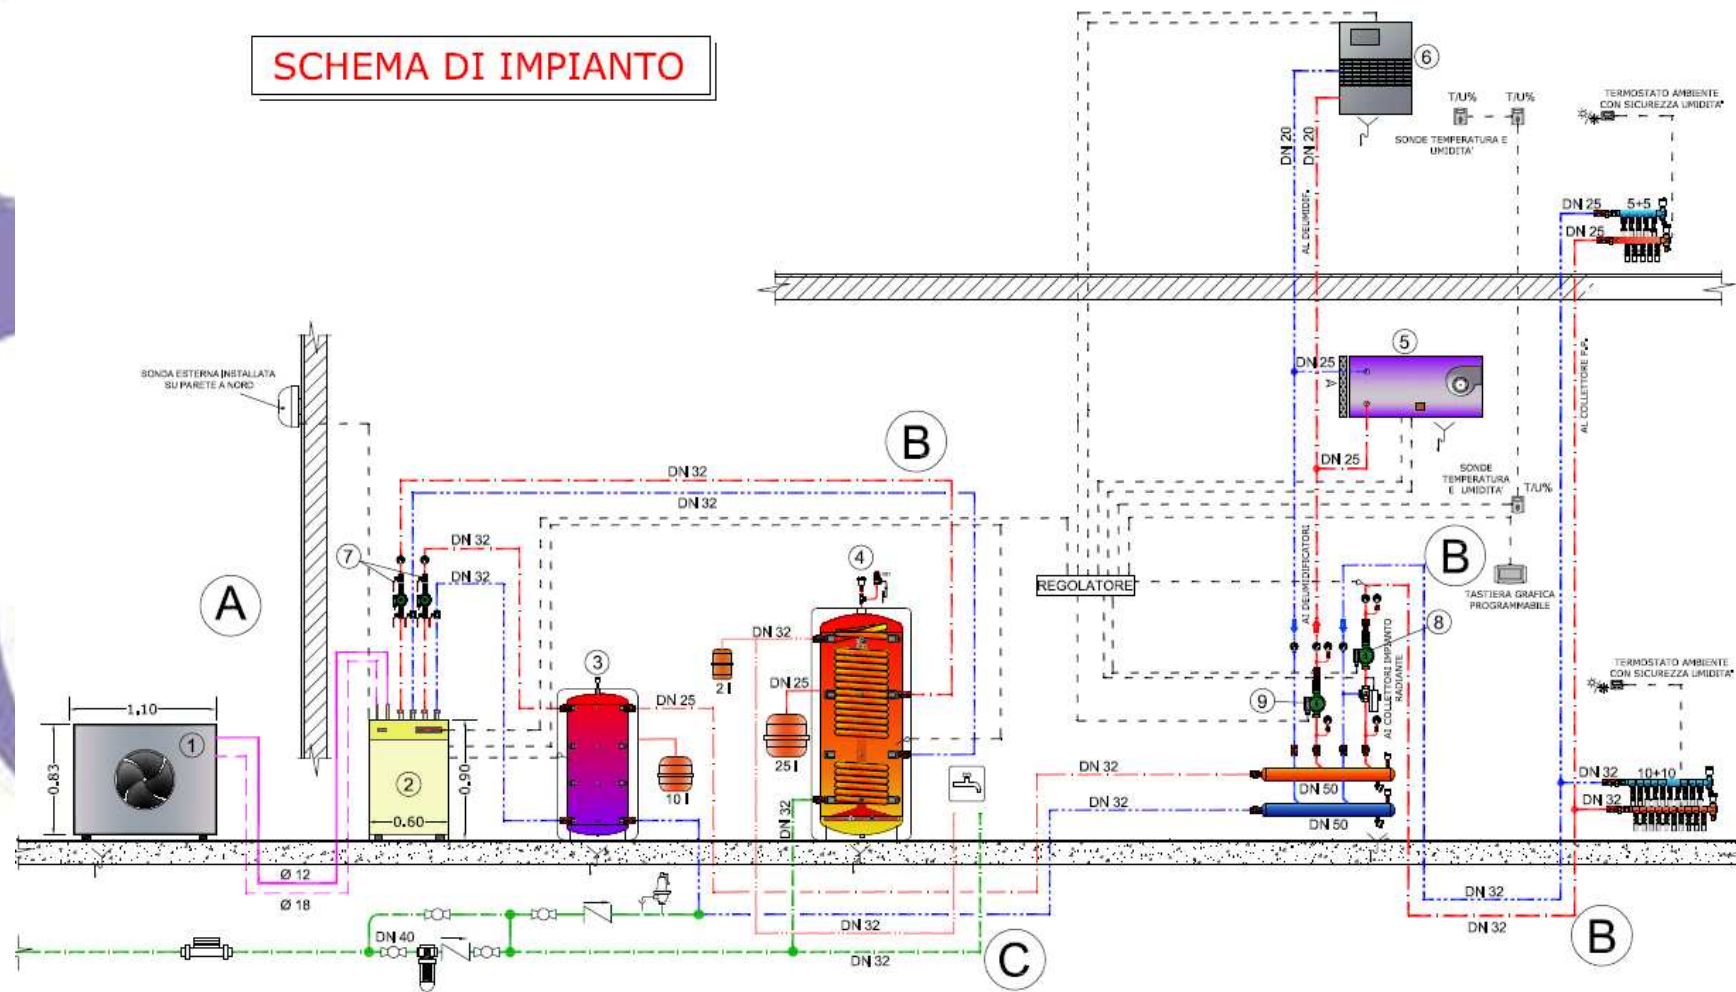 SCHEMA DI IMPIANTO
6
T/U%
T/U%
SONDE TEMPERATURA E
UMIDITA'
TERMOSTATO AMBIENTE
CON SICUREZZA UMIDITA'
DN 20
DN 20
AL DEUMIDIF.
DN 25
5+5
DN 25
5
DN 25
A
DN 25
AL COLLETTORE P.P.
SONDA ESTERNA INSTALLATA
SU PARETE A NORD
B
DN 32
DN 32
SONDE
TEMPERATURA
E UMIDITA'
T/U%
7
DN 32
DN 32
4
A
REGOLATORE
AI DEUMIDIFICATORI
B
TASTIERA GRAFICA
PROGRAMMABILE
8
AI COLLETTORI IMPIANTO
RADIANTE
DN 32
2 l
3
DN 25
DN 25
25 l
10 l
9
TERMOSTATO AMBIENTE
CON SICUREZZA UMIDITA'
1.10
0.83
1
2
0.90
0.60
DN 32
DN 32
DN 32
DN 50
DN 50
DN 32
10+10
DN 32
Ø 12
Ø 18
DN 40
DN 32
DN 32
C
DN 32
DN 32
B